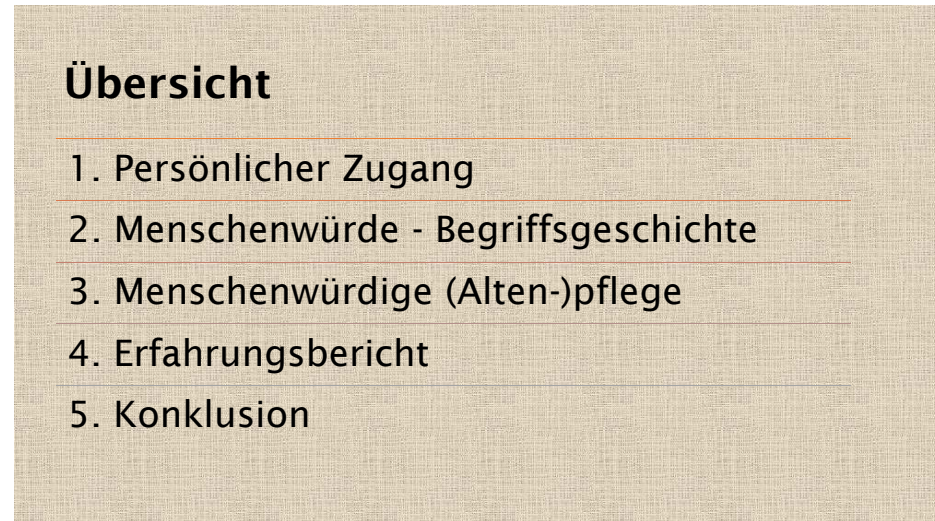 Übersicht
1. Persönlicher Zugang
2. Menschenwürde - Begriffsgeschichte
3. Menschenwürdige (Alten-)pflege
4. Erfahrungsbericht
5. Konklusion